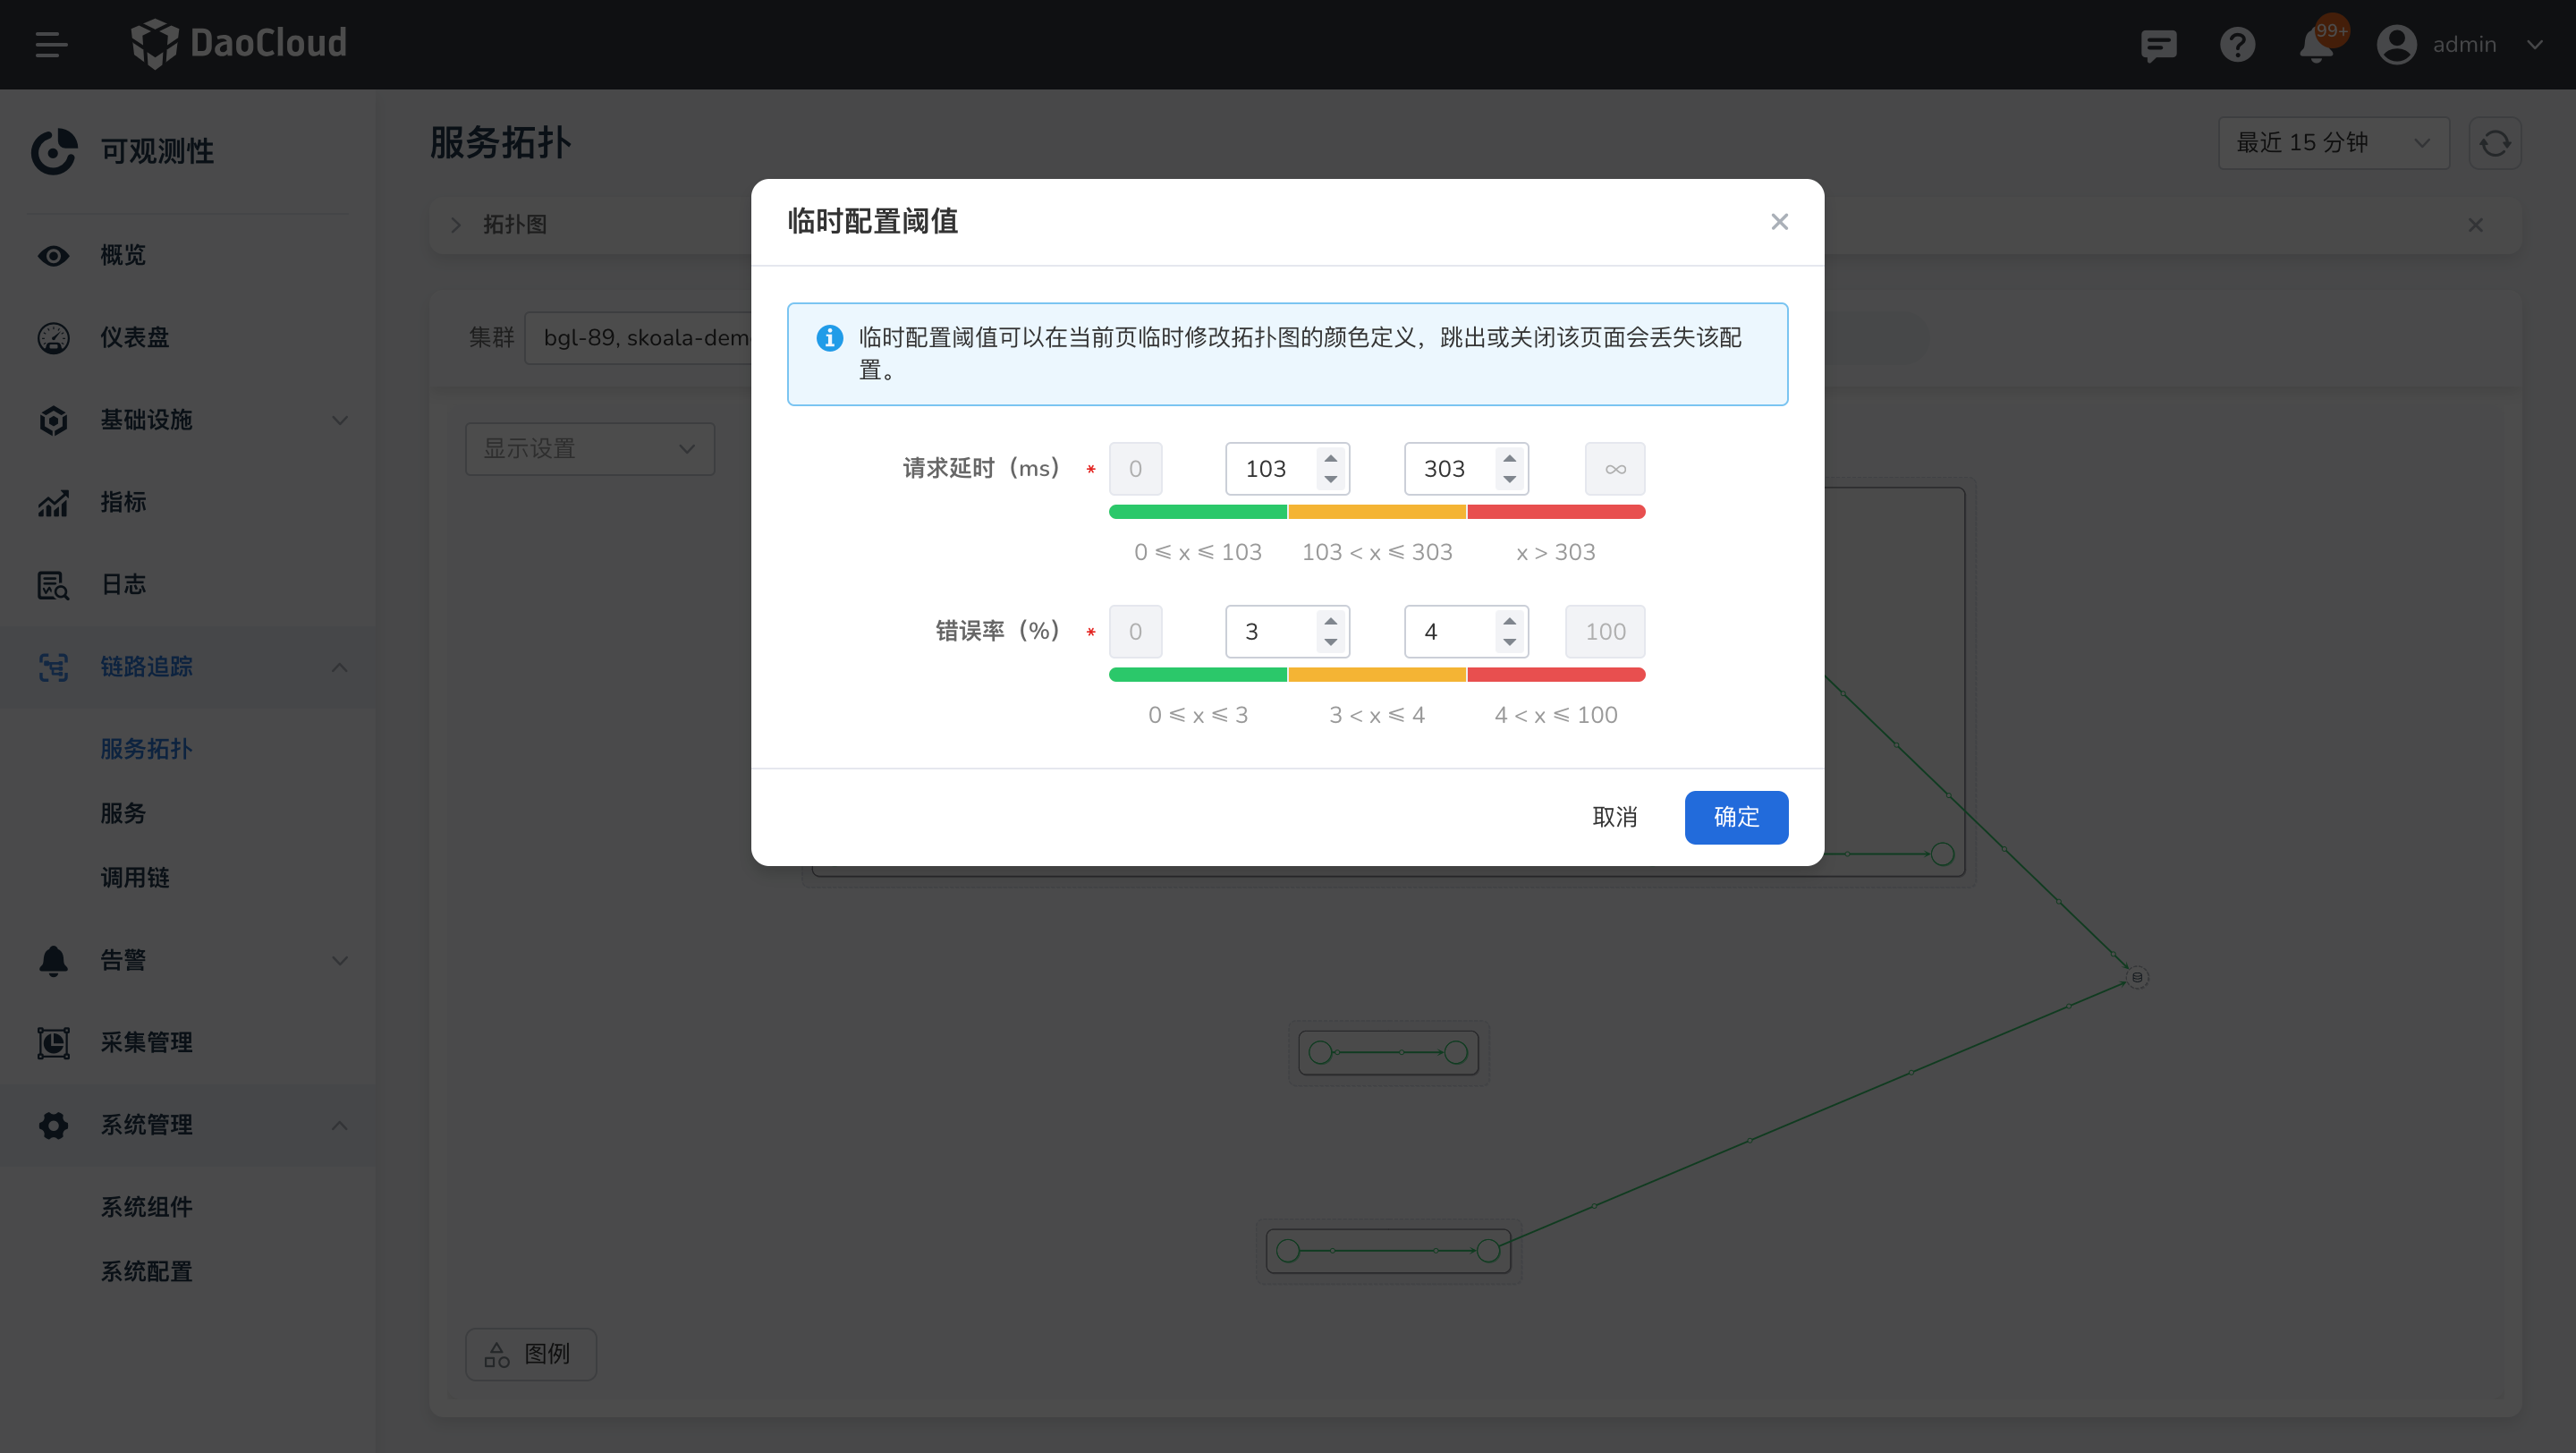 DaoCloud
99+
admin
可观测性
概览
仪表盘
基础设施
指标
日志
链路追踪
服务拓扑
服务
调用链
告警
采集管理
系统管理
系统组件
系统配置
服务拓扑
最近 15 分钟
拓扑图
集群
bgl-89, skoala-dem
显示设置
图例
临时配置阈值
临时配置阈值可以在当前页临时修改拓扑图的颜色定义，跳出或关闭该页面会丢失该配
置。
请求延时（ms） * 0 103 303 ∞
0 ≤ x ≤ 103 103 < x ≤ 303 x > 303
错误率（%） * 0 3 4 100
0 ≤ x ≤ 3 3 < x ≤ 4 4 < x ≤ 100
取消 确定